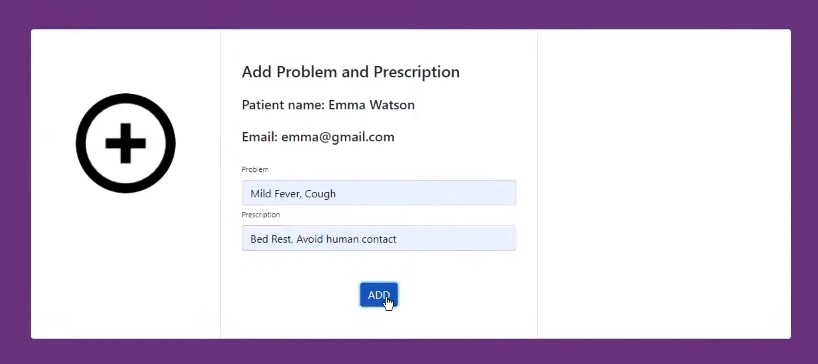 Add Problem and Prescription
Patient name: Emma Watson
Email: emma@gmail.com
Problem
Mild Fever, Cough
Prescription
Bed Rest, Avoid human contact
ADD